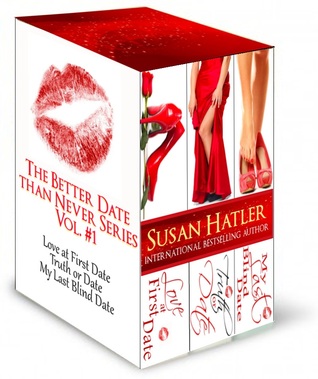 The Better Date
than Never Series
Vol. #1
Love at First Date
Truth or Date
My Last Blind Date
Susan Hatler
International Bestselling Author
Love
at
First Date
Truth
or
Date
My Last
Blind
Date